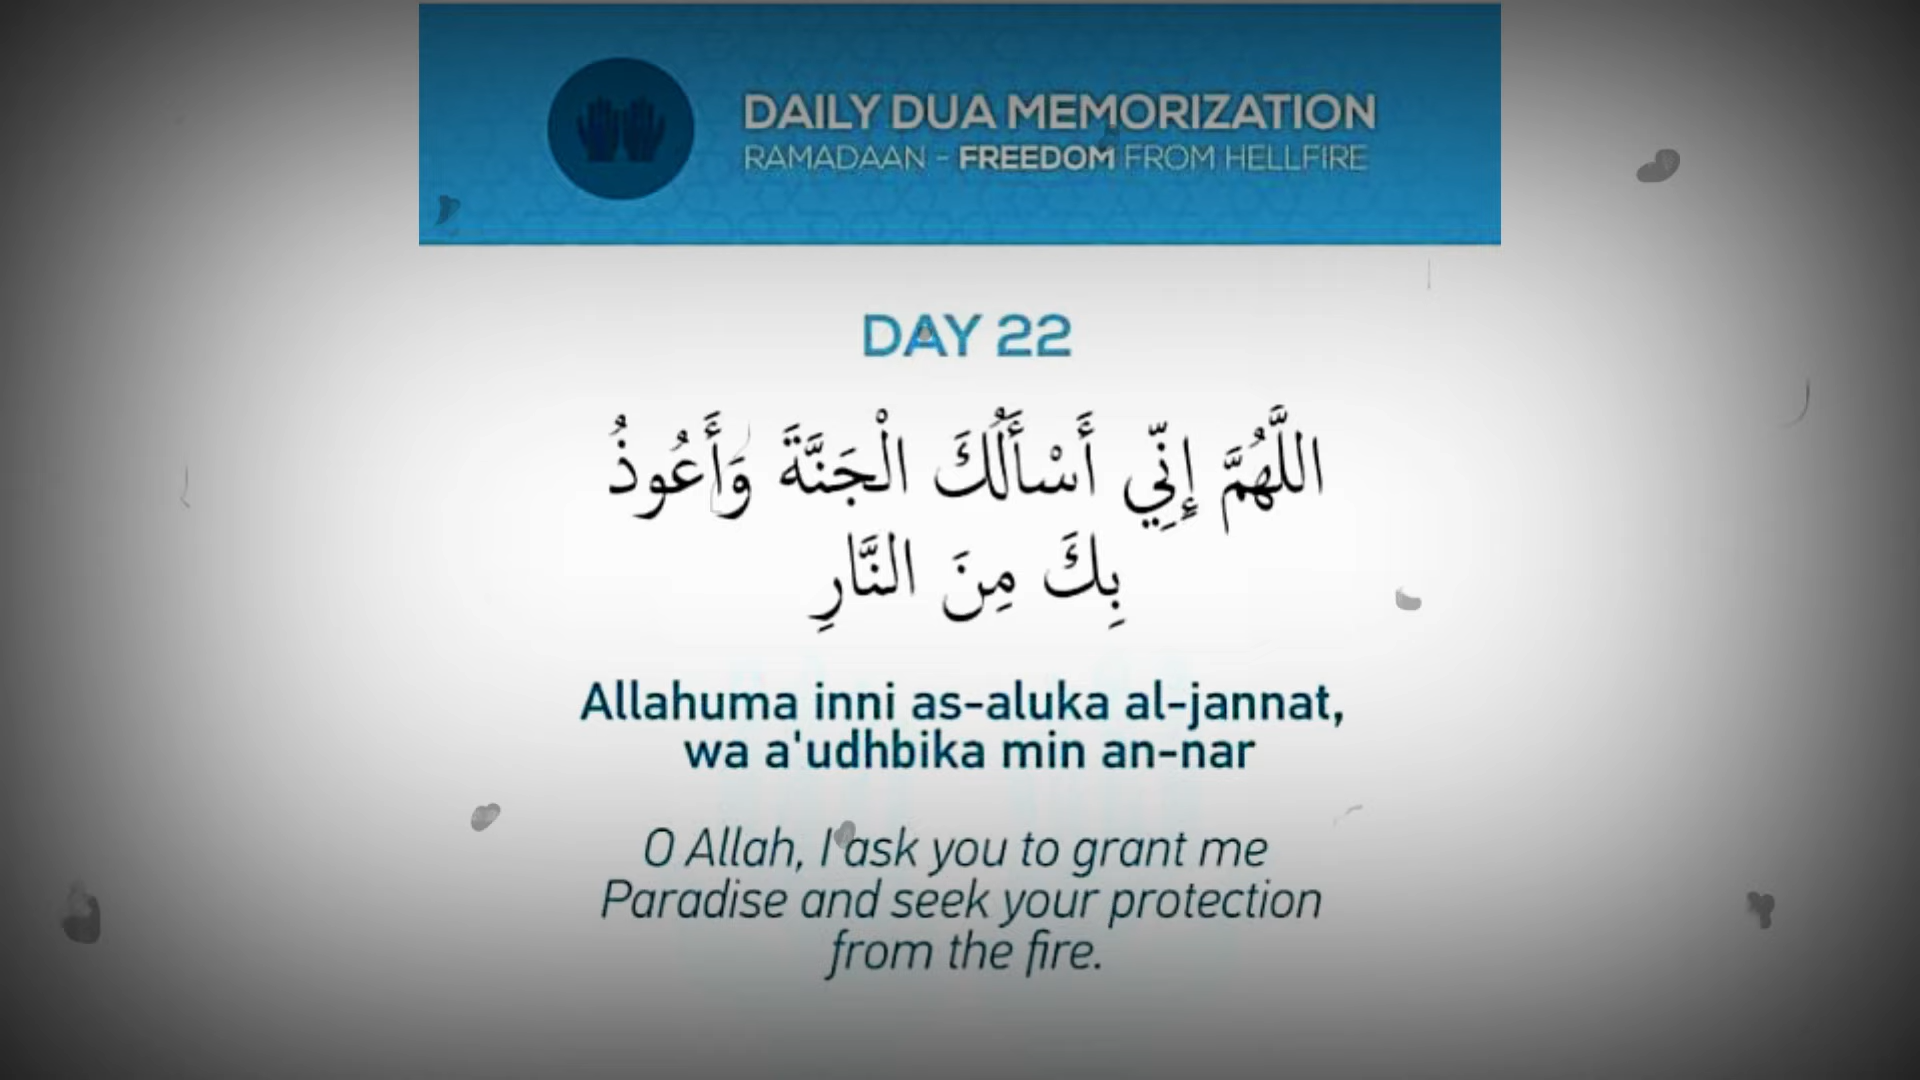 DAILY DUA MEMORIZATION
RAMADAAN - FREEDOM FROM HELLFIRE
DAY 22
اللَّهُمَّ إِنِّي أَسْأَلُكَ الْجَنَّةَ وَأَعُوذُ
بِكَ مِنَ النَّارِ
Allahuma inni as-aluka al-jannat,
wa a'udhbika min an-nar
O Allah, I ask you to grant me
Paradise and seek your protection
from the fire.